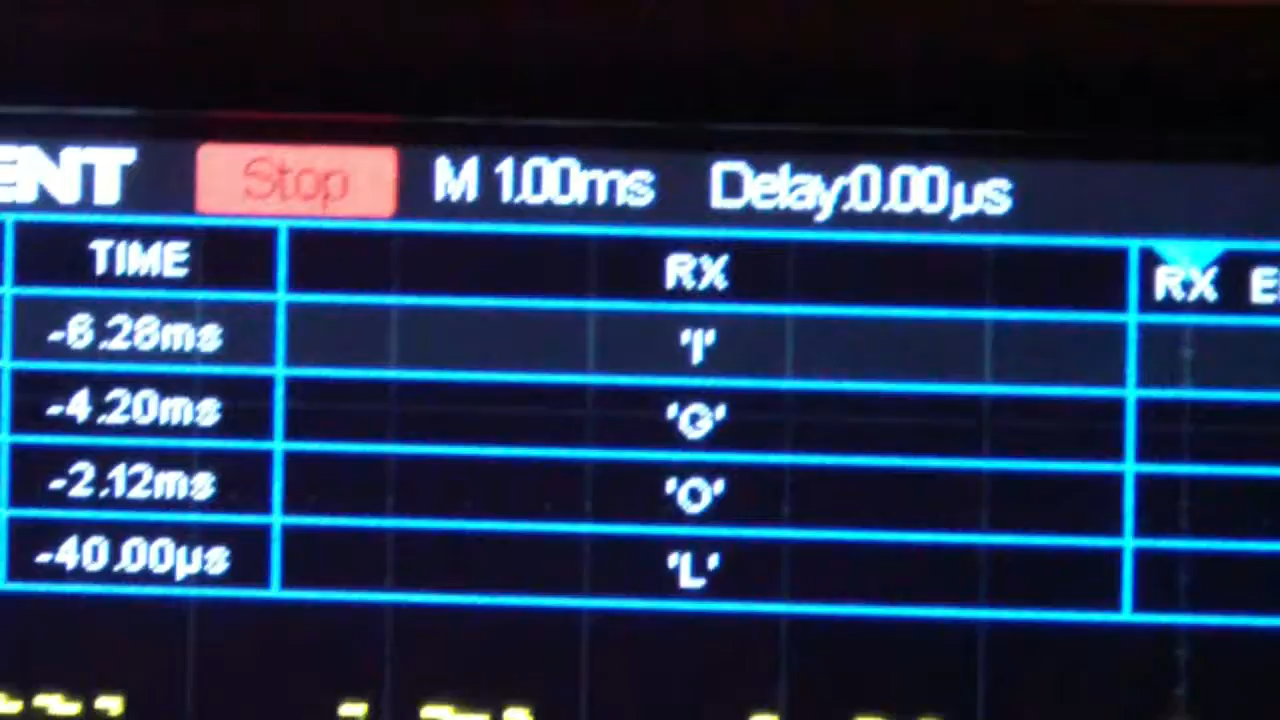 ENT Stop M 1.00ms Delay:0.00µs
TIME RX RX
-6.28ms 'I'
-4.20ms 'G'
-2.12ms 'O'
-40.00µs 'L'